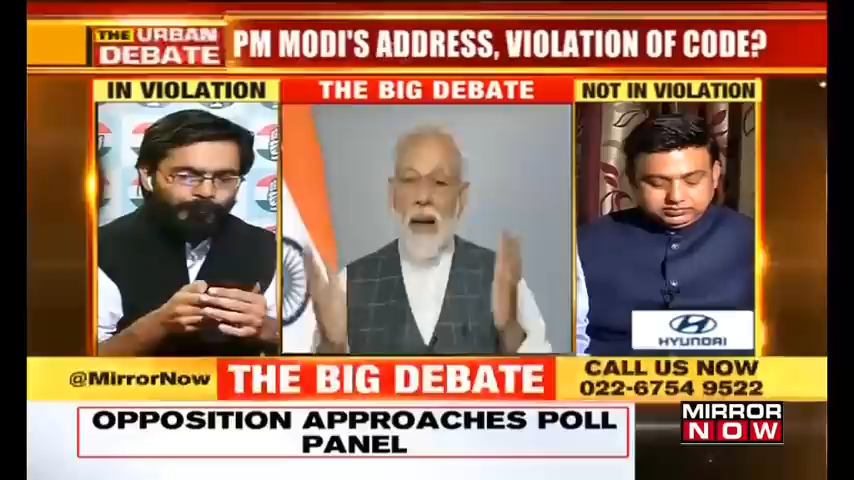 THE URBAN
DEBATE
PM MODI'S ADDRESS, VIOLATION OF CODE?
IN VIOLATION
THE BIG DEBATE
NOT IN VIOLATION
HYUNDAI
@MirrorNow
THE BIG DEBATE
CALL US NOW
022-6754 9522
OPPOSITION APPROACHES POLL
PANEL
MIRROR
NOW